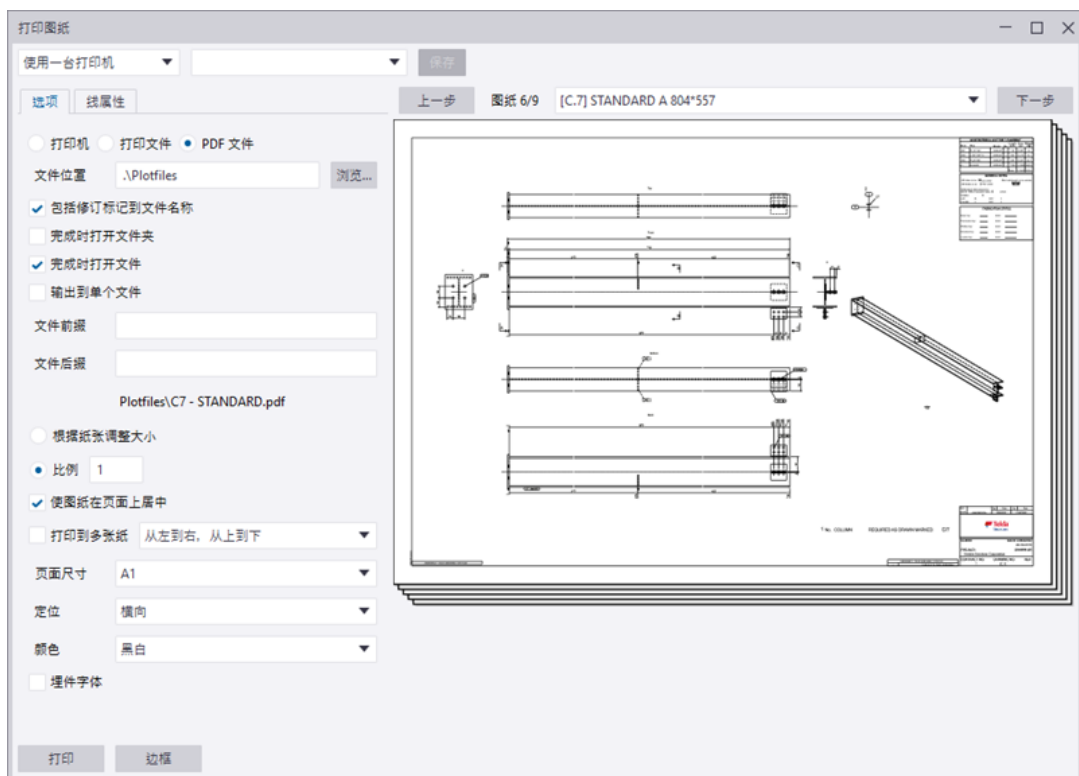 打印图纸
使用一台打印机 保存
选项 线属性 上一步 图纸 6/9 [C.7] STANDARD A 804*557 下一步
打印机 打印文件 PDF 文件
文件位置 .\Plotfiles 浏览...
包括修订标记到文件名称
完成时打开文件夹
完成时打开文件
输出到单个文件
文件前缀
文件后缀
Plotfiles\C7 - STANDARD.pdf
根据纸张调整大小
比例 1
使图纸在页面上居中
打印到多张纸 从左到右，从上到下
页面尺寸 A1
定位 横向
颜色 黑白
埋件字体
COLUMN REQUIRED AS DRAWN MARKED
Tekla
打印 边框